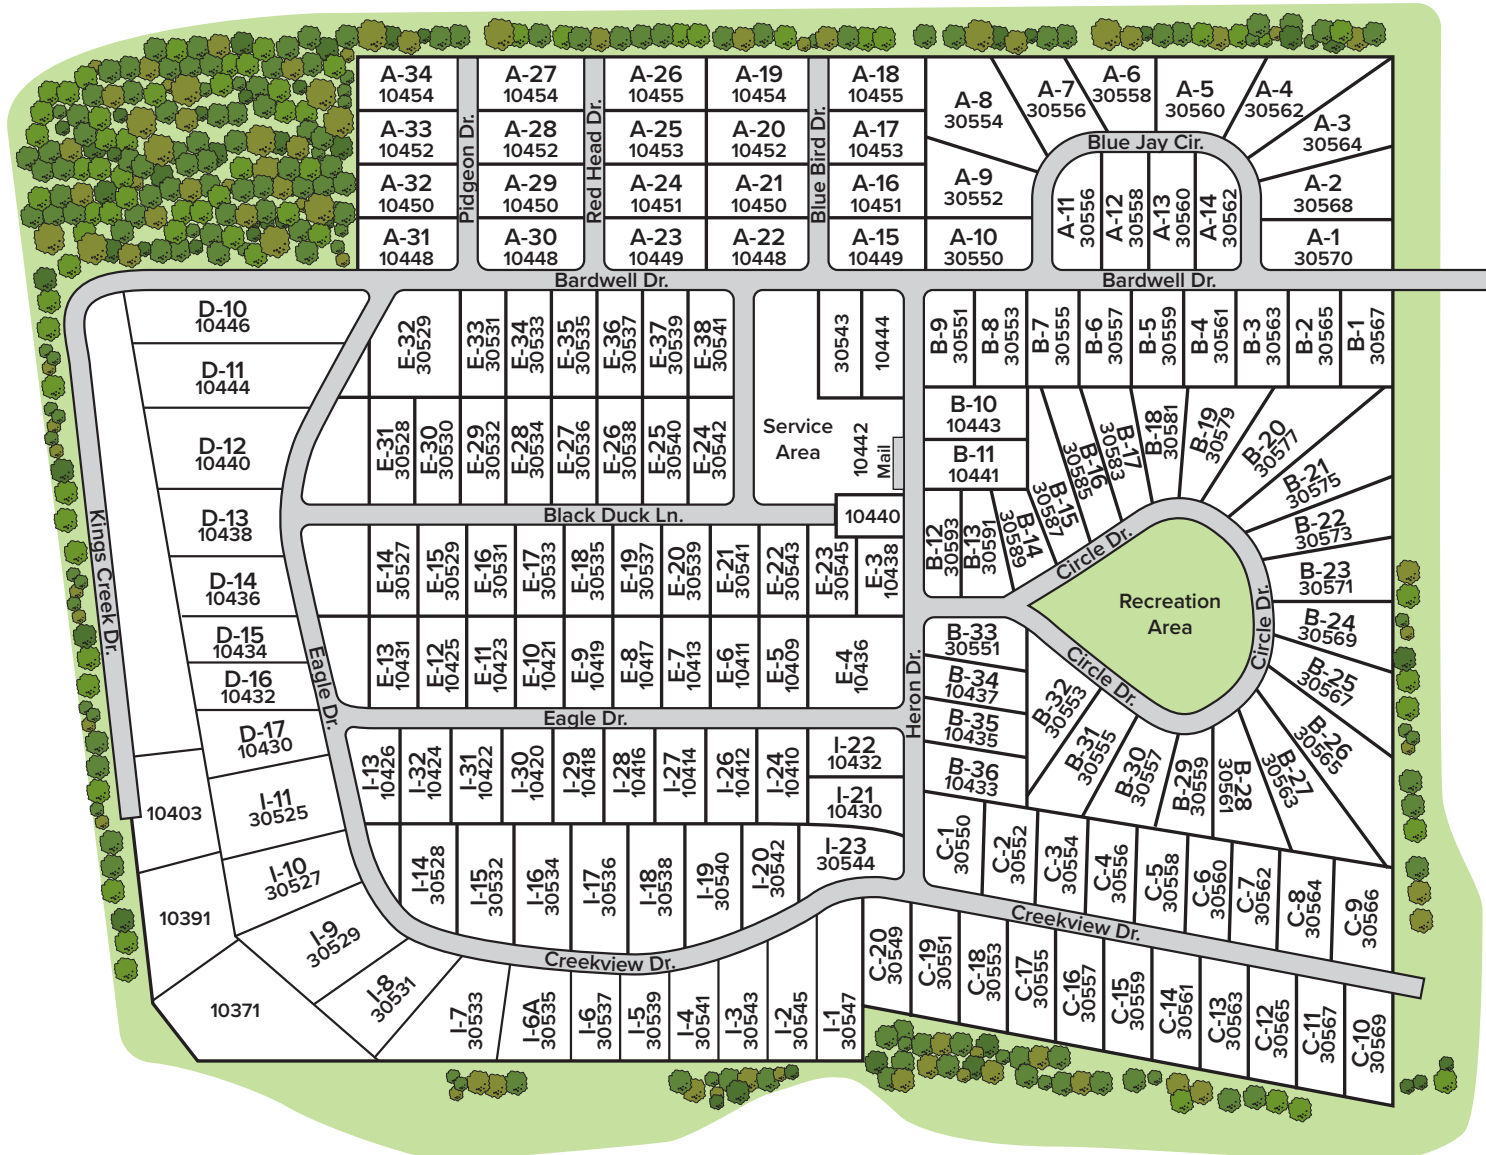 A-34
10454
A-27
10454
A-26
10455
A-19
10454
A-18
10455
A-33
10452
A-28
10452
A-25
10453
A-20
10452
A-17
10453
A-32
10450
A-29
10450
A-24
10451
A-21
10450
A-16
10451
A-31
10448
A-30
10448
A-23
10449
A-22
10448
A-15
10449
Pidgeon Dr.
Red Head Dr.
Blue Bird Dr.
A-8
30554
A-7
30556
A-6
30558
A-5
30560
A-4
30562
A-3
30564
A-9
30552
A-2
30568
A-10
30550
A-1
30570
Blue Jay Cir.
A-11
30556
A-12
30558
A-13
30560
A-14
30562
Bardwell Dr.
Bardwell Dr.
D-10
10446
D-11
10444
D-12
10440
D-13
10438
D-14
10436
D-15
10434
D-16
10432
D-17
10430
Kings Creek Dr.
Eagle Dr.
E-32
30529
E-33
30531
E-34
30533
E-35
30535
E-36
30537
E-37
30539
E-38
30541
E-31
30528
E-30
30530
E-29
30532
E-28
30534
E-27
30536
E-26
30538
E-25
30540
E-24
30542
Service
Area
30543
10444
10442
Mail
10440
Black Duck Ln.
E-14
30527
E-15
30529
E-16
30531
E-17
30533
E-18
30535
E-19
30537
E-20
30539
E-21
30541
E-22
30543
E-23
30545
E-3
10438
E-13
10431
E-12
10425
E-11
10423
E-10
10421
E-9
10419
E-8
10417
E-7
10413
E-6
10411
E-5
10409
E-4
10436
Eagle Dr.
Heron Dr.
B-9
30551
B-8
30553
B-7
30555
B-6
30557
B-5
30559
B-4
30561
B-3
30563
B-2
30565
B-1
30567
B-10
10443
B-11
10441
B-12
30593
B-13
30591
B-14
30589
B-15
30587
B-16
30585
B-17
30583
B-18
30581
B-19
30579
B-20
30577
B-21
30575
B-22
30573
B-23
30571
B-24
30569
B-25
30567
B-26
30565
B-27
30563
B-28
30561
B-29
30559
B-30
30557
B-31
30555
B-32
30553
B-33
30551
B-34
10437
B-35
10435
B-36
10433
Circle Dr.
Circle Dr.
Circle Dr.
Recreation
Area
I-13
10426
I-32
10424
I-31
10422
I-30
10420
I-29
10418
I-28
10416
I-27
10414
I-26
10412
I-24
10410
I-22
10432
I-21
10430
I-23
30544
I-14
30528
I-15
30532
I-16
30534
I-17
30536
I-18
30538
I-19
30540
I-20
30542
10403
10391
10371
I-11
30525
I-10
30527
I-9
30529
I-8
30531
I-7
30533
I-6A
30535
I-6
30537
I-5
30539
I-4
30541
I-3
30543
I-2
30545
I-1
30547
Creekview Dr.
Creekview Dr.
C-1
30550
C-2
30552
C-3
30554
C-4
30556
C-5
30558
C-6
30560
C-7
30562
C-8
30564
C-9
30566
C-20
30549
C-19
30551
C-18
30553
C-17
30555
C-16
30557
C-15
30559
C-14
30561
C-13
30563
C-12
30565
C-11
30567
C-10
30569